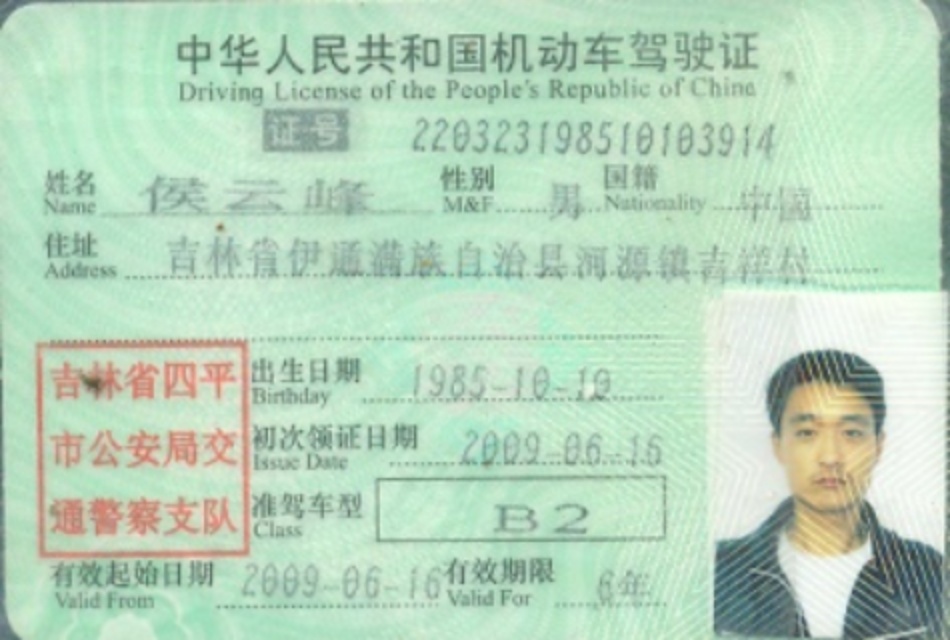 中华人民共和国机动车驾驶证
Driving License of the People's Republic of China
证号 220323198510103914
姓名 侯云峰 性别 男 国籍 中国
Name M&F Nationality
住址 吉林省伊通满族自治县河源镇吉祥村
Address
吉林省四平
市公安局交
通警察支队
出生日期 1985-10-10
Birthday
初次领证日期 2009-06-16
Issue Date
准驾车型 B2
Class
有效起始日期 2009-06-16 有效期限 6年
Valid From Valid For